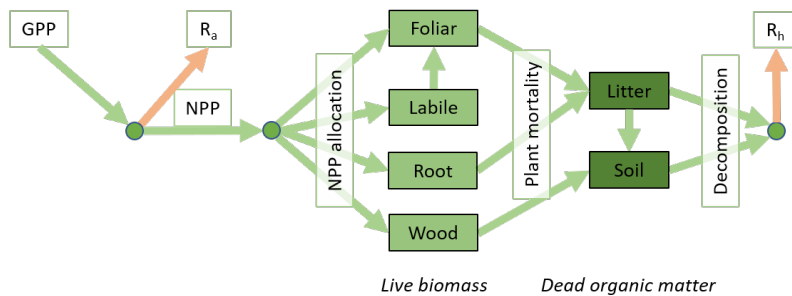 GPP
Rₐ
NPP
NPP allocation
Foliar
Labile
Root
Wood
Plant mortality
Litter
Soil
Decomposition
Rₕ
Live biomass
Dead organic matter